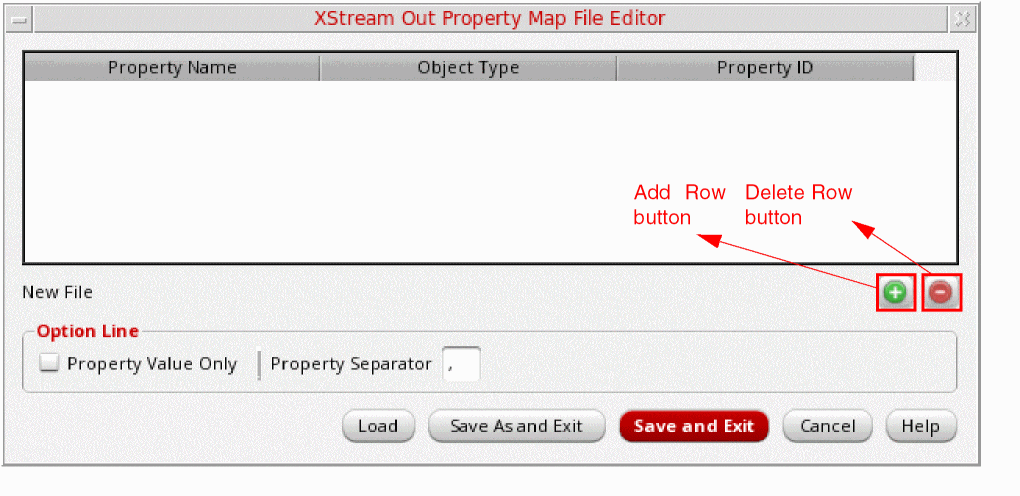 XStream Out Property Map File Editor
Property Name Object Type Property ID
Add Row button
Delete Row button
New File
Option Line
Property Value Only Property Separator ,
Load Save As and Exit Save and Exit Cancel Help